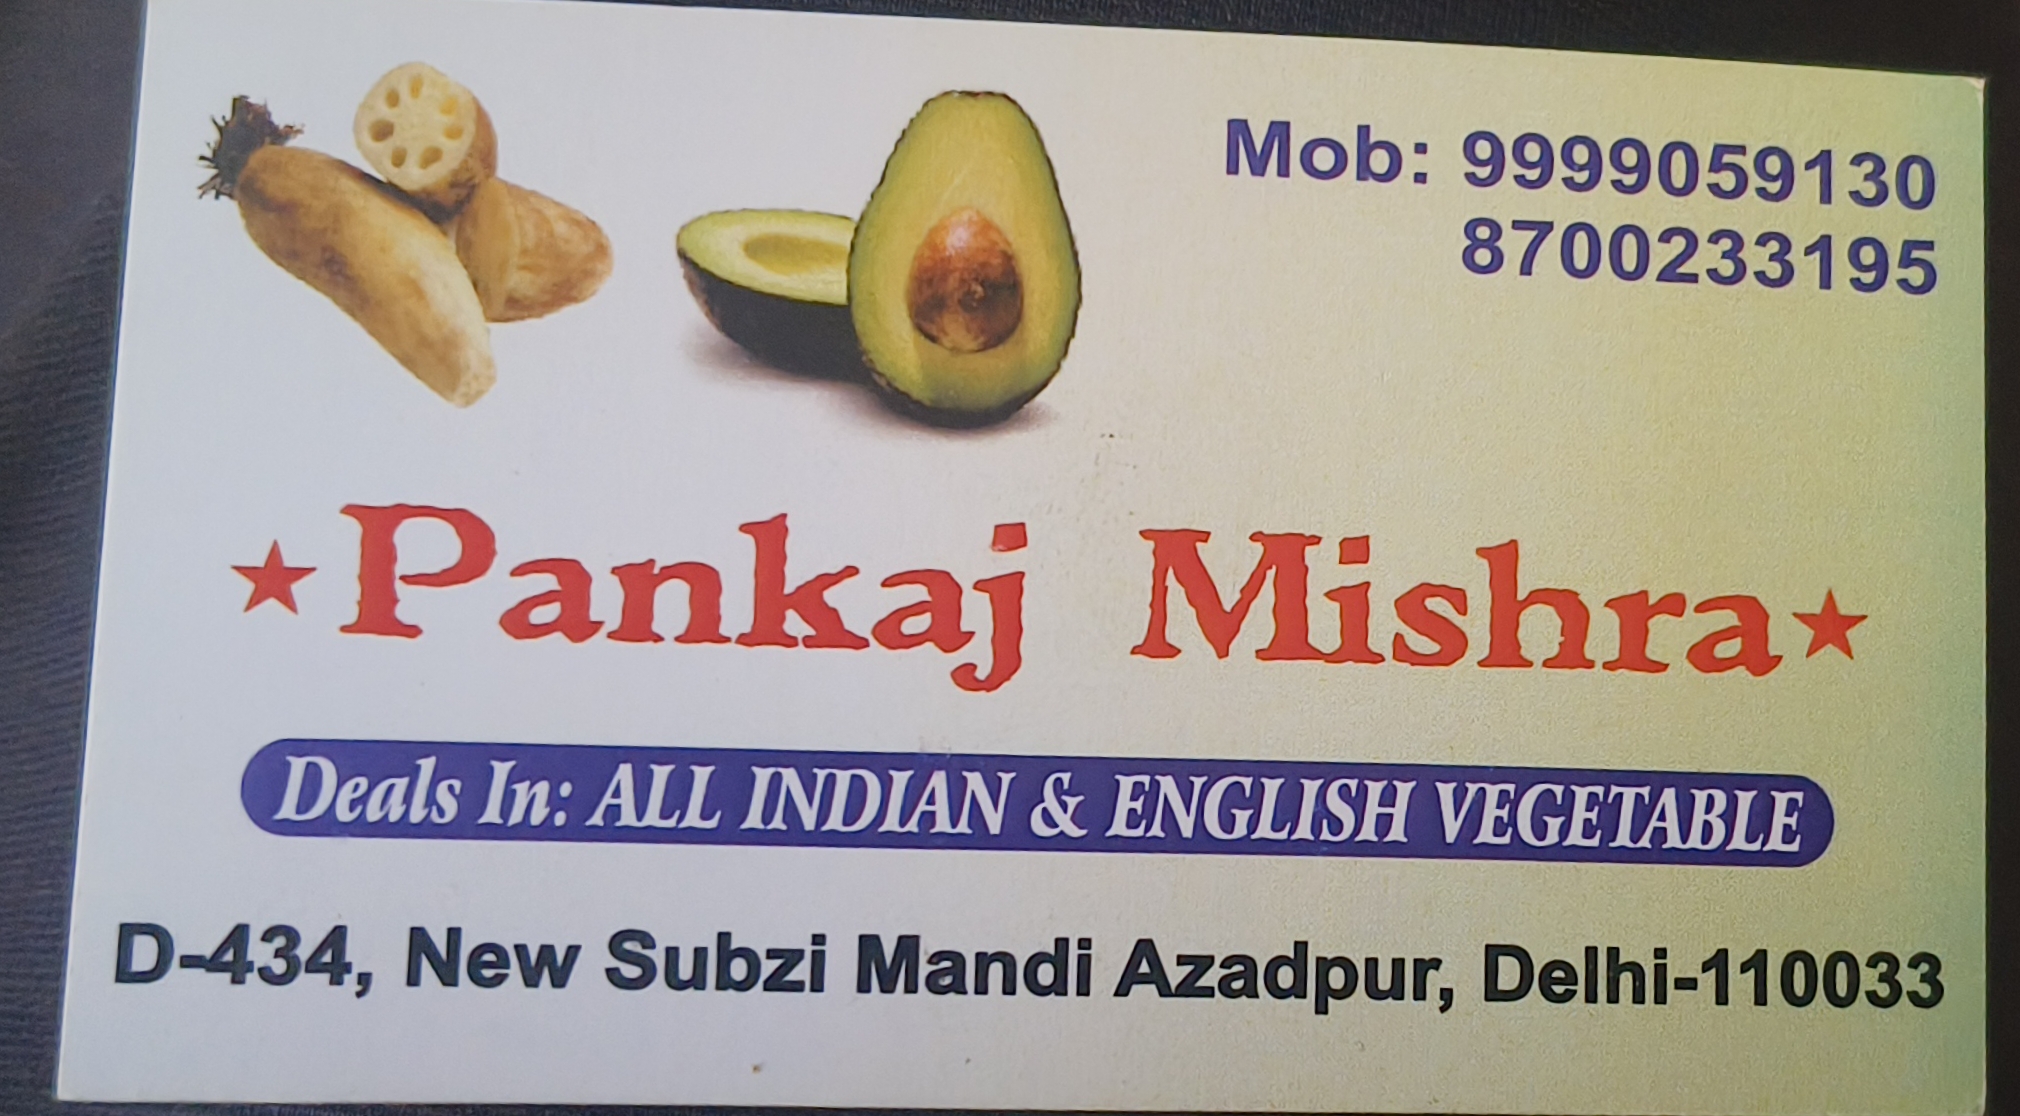 Mob: 9999059130
8700233195
Pankaj Mishra
Deals In: ALL INDIAN & ENGLISH VEGETABLE
D-434, New Subzi Mandi Azadpur, Delhi-110033